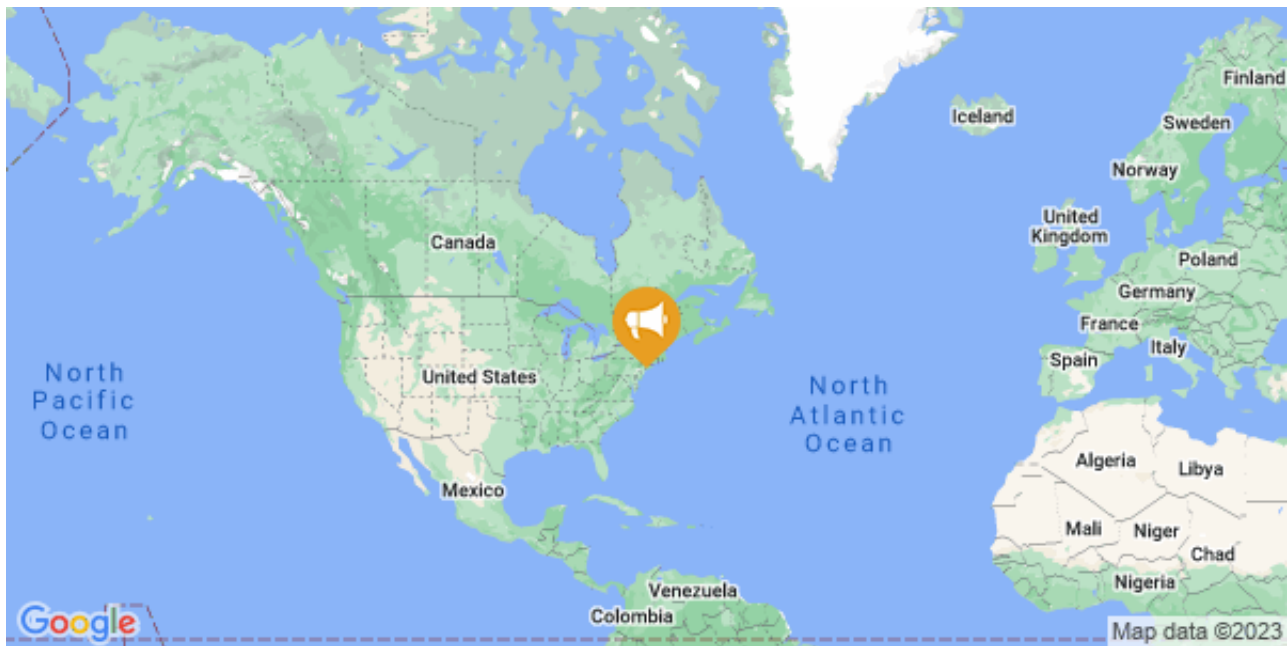 Finland
Iceland
Sweden
Norway
United
Kingdom
Canada
Poland
Germany
France
Italy
Spain
North
Pacific
Ocean
United States
North
Atlantic
Ocean
Algeria
Libya
Mexico
Mali
Niger
Chad
Nigeria
Venezuela
Colombia
Google
Map data ©2023